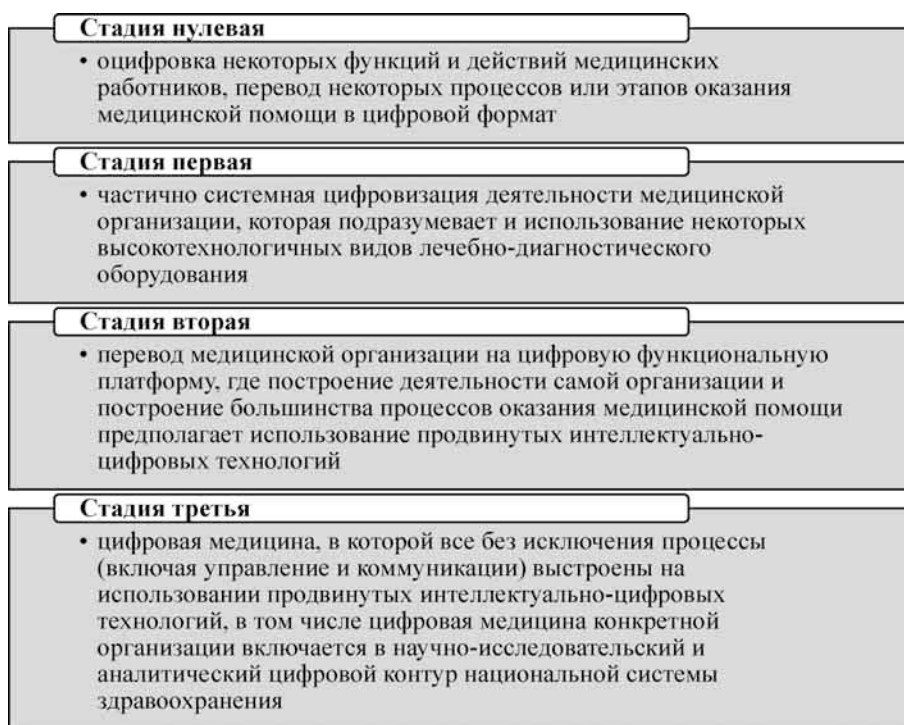 Стадия нулевая
• оцифровка некоторых функций и действий медицинских
работников, перевод некоторых процессов или этапов оказания
медицинской помощи в цифровой формат
Стадия первая
• частично системная цифровизация деятельности медицинской
организации, которая подразумевает и использование некоторых
высокотехнологичных видов лечебно-диагностического
оборудования
Стадия вторая
• перевод медицинской организации на цифровую функциональную
платформу, где построение деятельности самой организации и
построение большинства процессов оказания медицинской помощи
предполагает использование продвинутых интеллектуально-
цифровых технологий
Стадия третья
• цифровая медицина, в которой все без исключения процессы
(включая управление и коммуникации) выстроены на
использовании продвинутых интеллектуально-цифровых
технологий, в том числе цифровая медицина конкретной
организации включается в научно-исследовательский и
аналитический цифровой контур национальной системы
здравоохранения